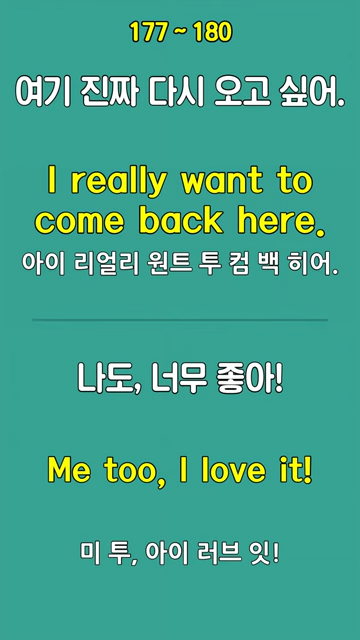 177 ~ 180
여기 진짜 다시 오고 싶어.
I really want to
come back here.
아이 리얼리 원트 투 컴 백 히어.
나도, 너무 좋아!
Me too, I love it!
미 투, 아이 러브 잇!